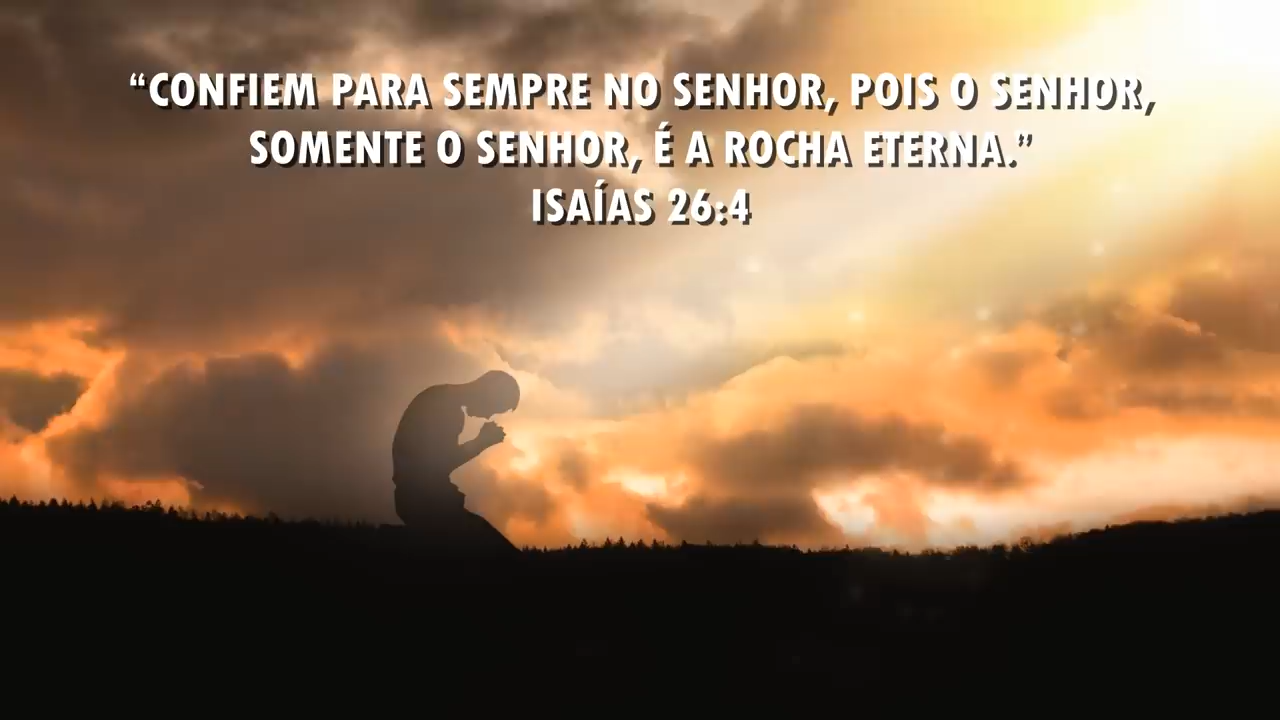 “CONFIEM PARA SEMPRE NO SENHOR, POIS O SENHOR,
SOMENTE O SENHOR, É A ROCHA ETERNA.”
ISAÍAS 26:4